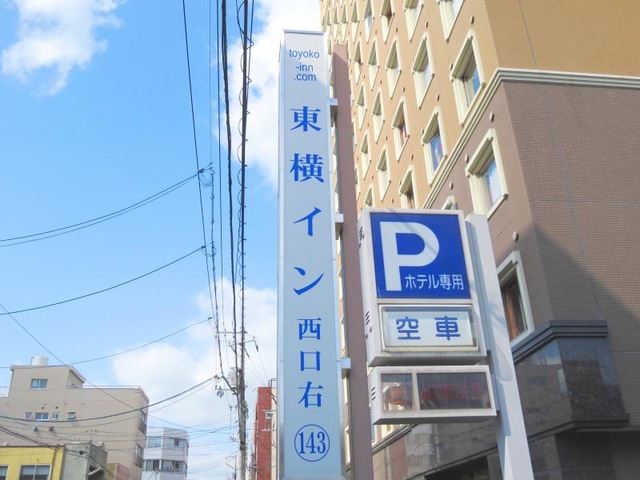 toyoko
-inn
.com
東横イン
西口右
143
P
ホテル専用
空車